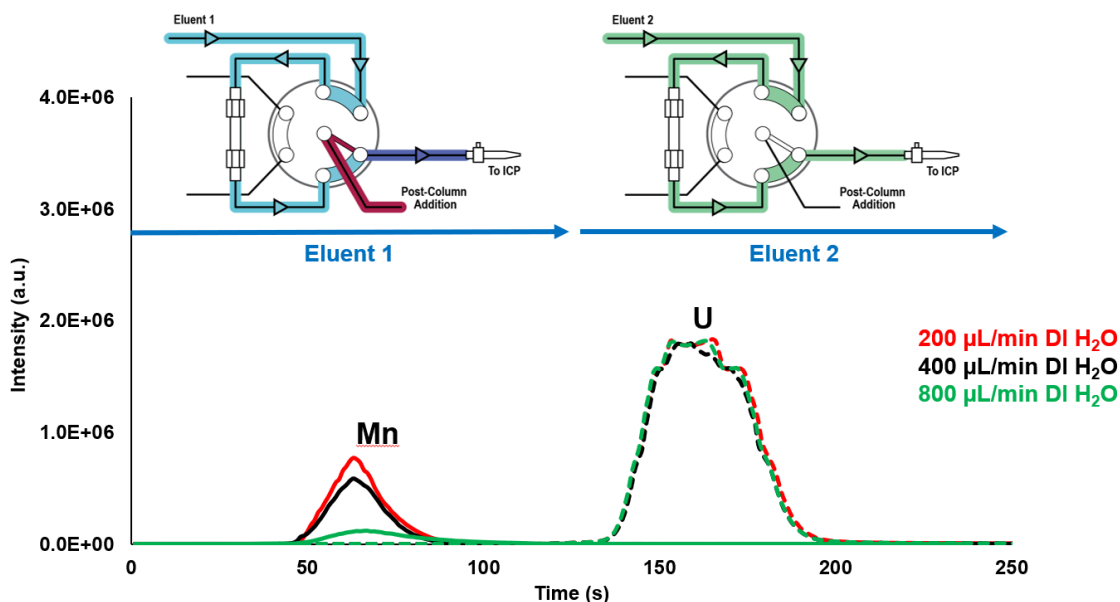 Eluent 1
To ICP
Post-Column
Addition
Eluent 2
To ICP
Post-Column
Addition
Eluent 1
Eluent 2
Intensity (a.u.)
4.0E+06
3.0E+06
2.0E+06
1.0E+06
0.0E+00
Mn
U
200 µL/min DI H₂O
400 µL/min DI H₂O
800 µL/min DI H₂O
0
50
100
150
200
250
Time (s)